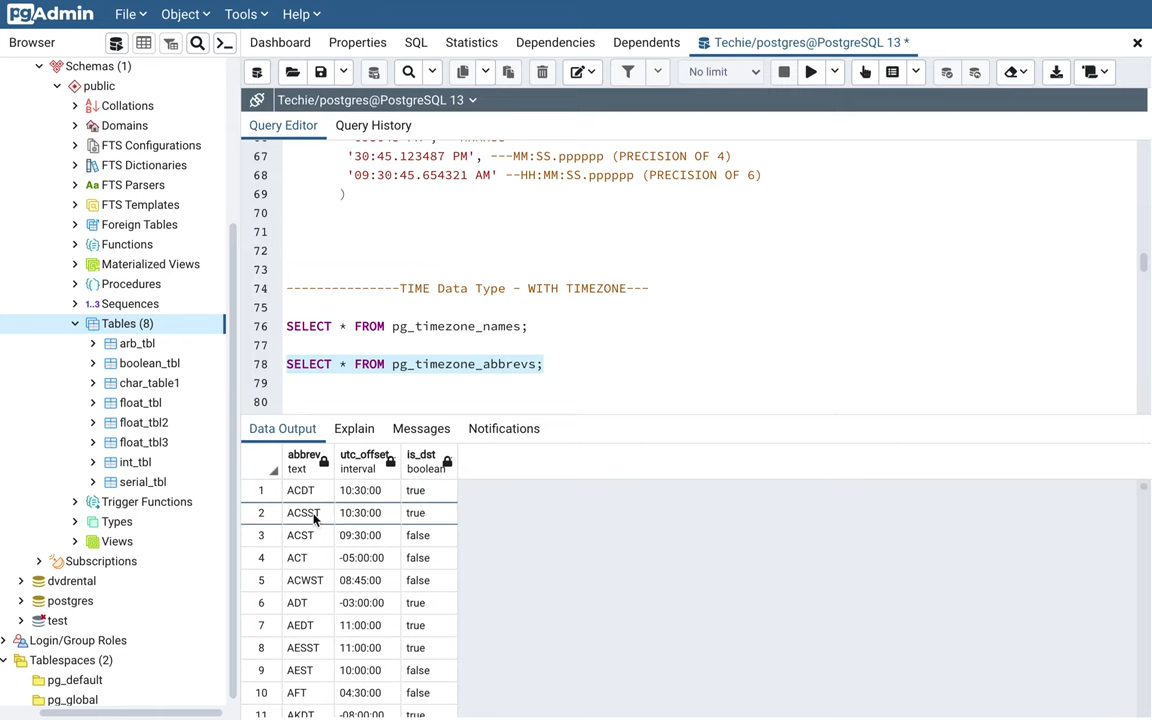 pgAdmin File Object Tools Help
Browser
Dashboard Properties SQL Statistics Dependencies Dependents Techie/postgres@PostgreSQL 13 *
No limit
Techie/postgres@PostgreSQL 13
Query Editor Query History
Schemas (1)
public
Collations
Domains
FTS Configurations
FTS Dictionaries
Aa FTS Parsers
FTS Templates
Foreign Tables
Functions
Materialized Views
Procedures
1..3 Sequences
Tables (8)
arb_tbl
boolean_tbl
char_table1
float_tbl
float_tbl2
float_tbl3
int_tbl
serial_tbl
Trigger Functions
Types
Views
Subscriptions
dvdrental
postgres
test
Login/Group Roles
Tablespaces (2)
pg_default
pg_global
67 '30:45.123487 PM', ---MM:SS.pppppp (PRECISION OF 4)
68 '09:30:45.654321 AM' --HH:MM:SS.pppppp (PRECISION OF 6)
69 )
70
71
72
73
74 ---------------TIME Data Type - WITH TIMEZONE---
75
76 SELECT * FROM pg_timezone_names;
77
78 SELECT * FROM pg_timezone_abbrevs;
79
80
Data Output Explain Messages Notifications
abbrev utc_offset is_dst
text interval boolean
1 ACDT 10:30:00 true
2 ACSST 10:30:00 true
3 ACST 09:30:00 false
4 ACT -05:00:00 false
5 ACWST 08:45:00 false
6 ADT -03:00:00 true
7 AEDT 11:00:00 true
8 AESST 11:00:00 true
9 AEST 10:00:00 false
10 AFT 04:30:00 false
11 AKDT -08:00:00 true